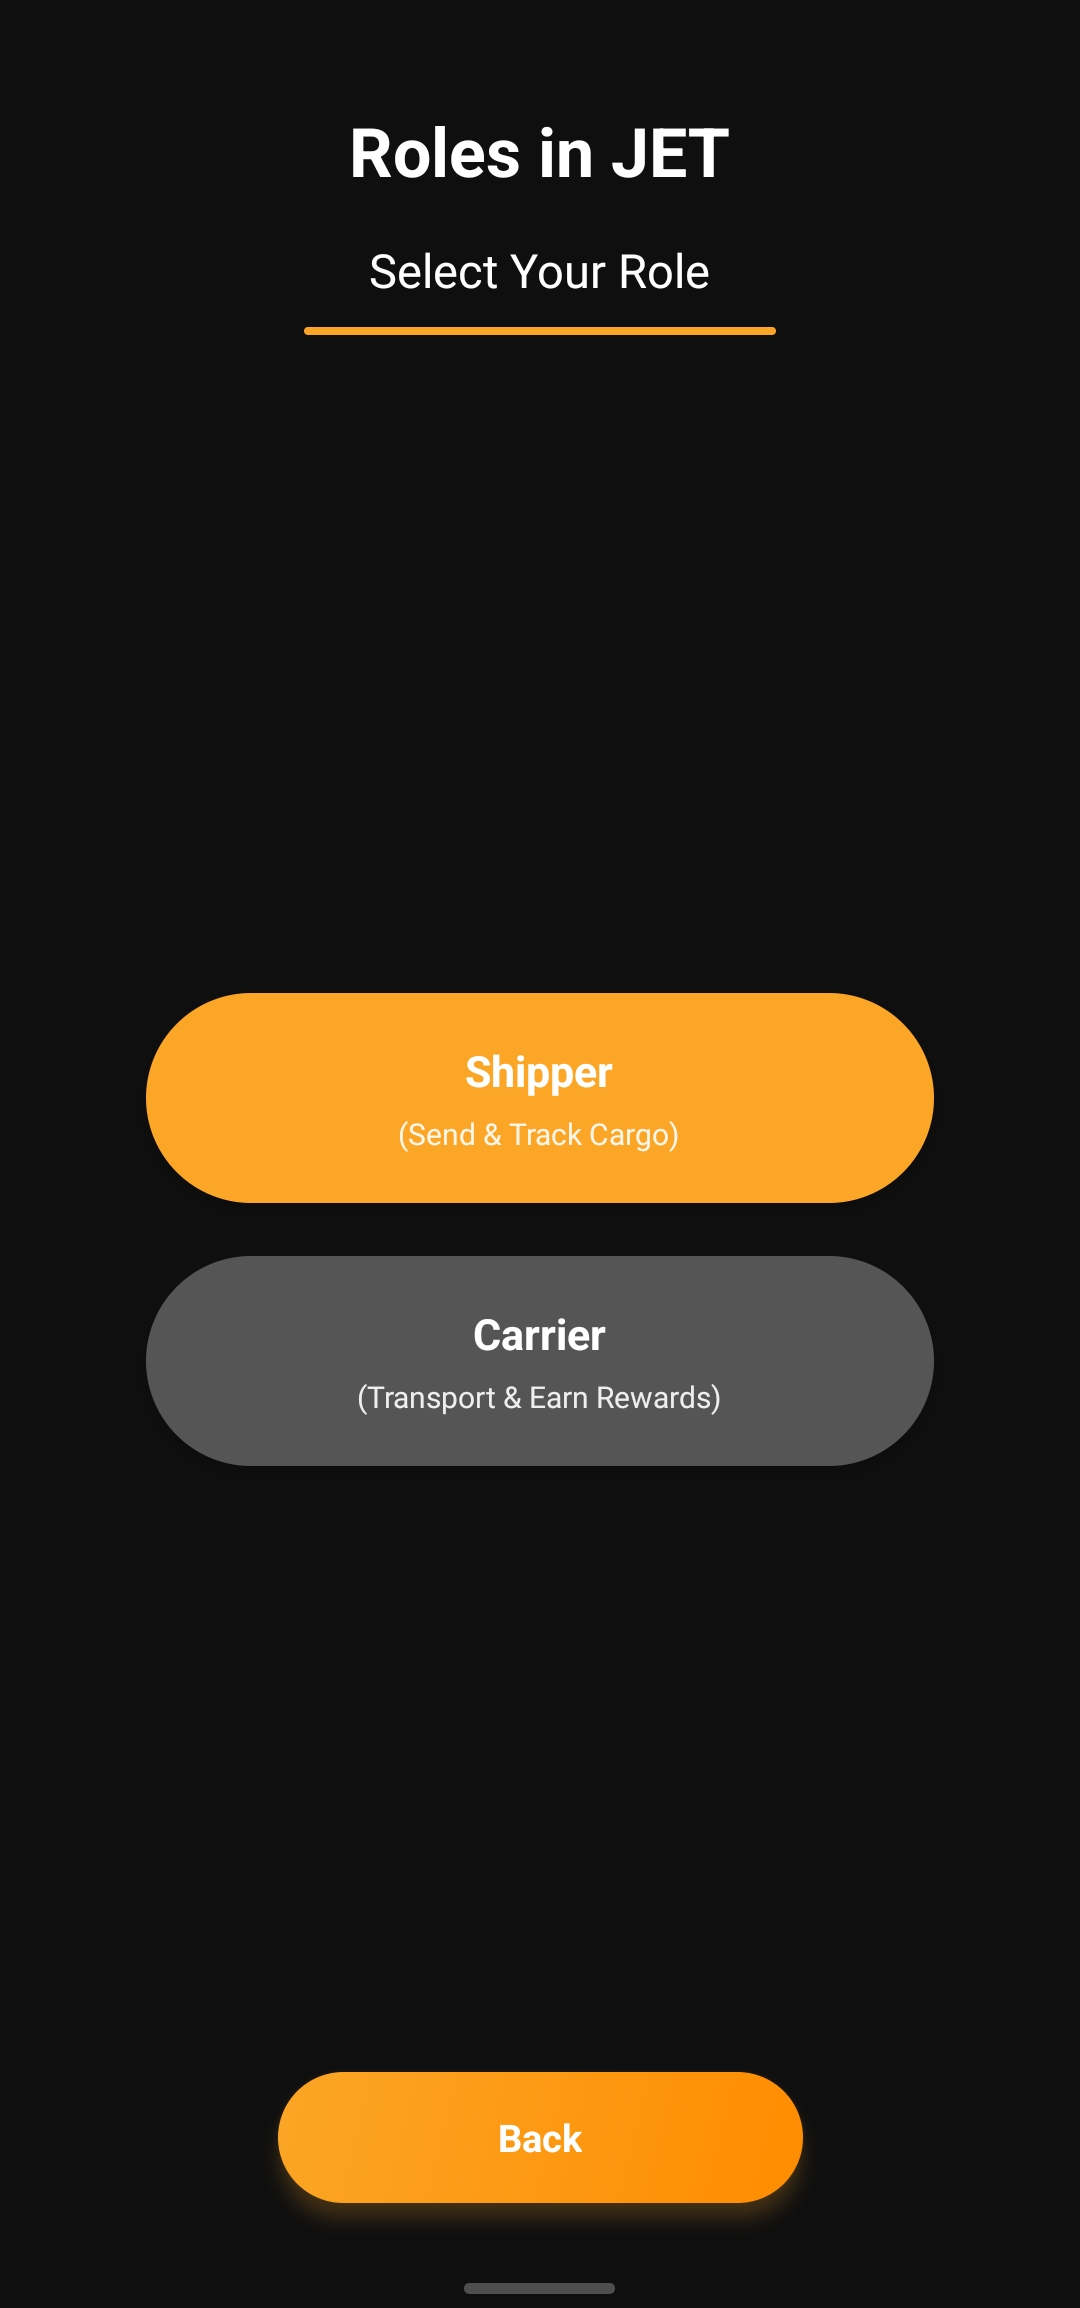 Roles in JET
Select Your Role
Shipper
(Send & Track Cargo)
Carrier
(Transport & Earn Rewards)
Back